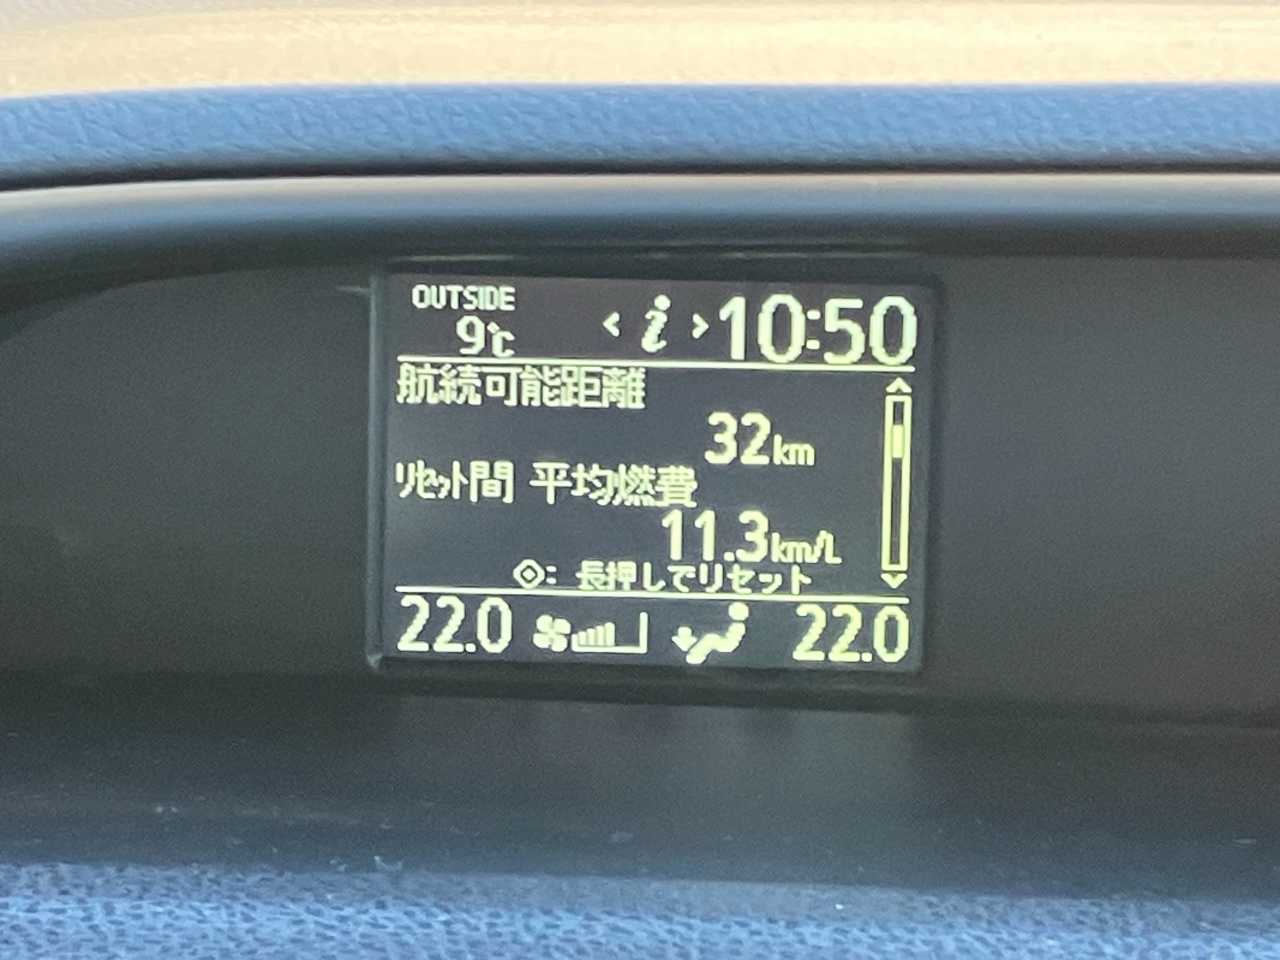 OUTSIDE
9℃ < i > 10:50
航続可能距離
32km
リセット間 平均燃費
11.3km/L
◇: 長押しでリセット
22.0 22.0